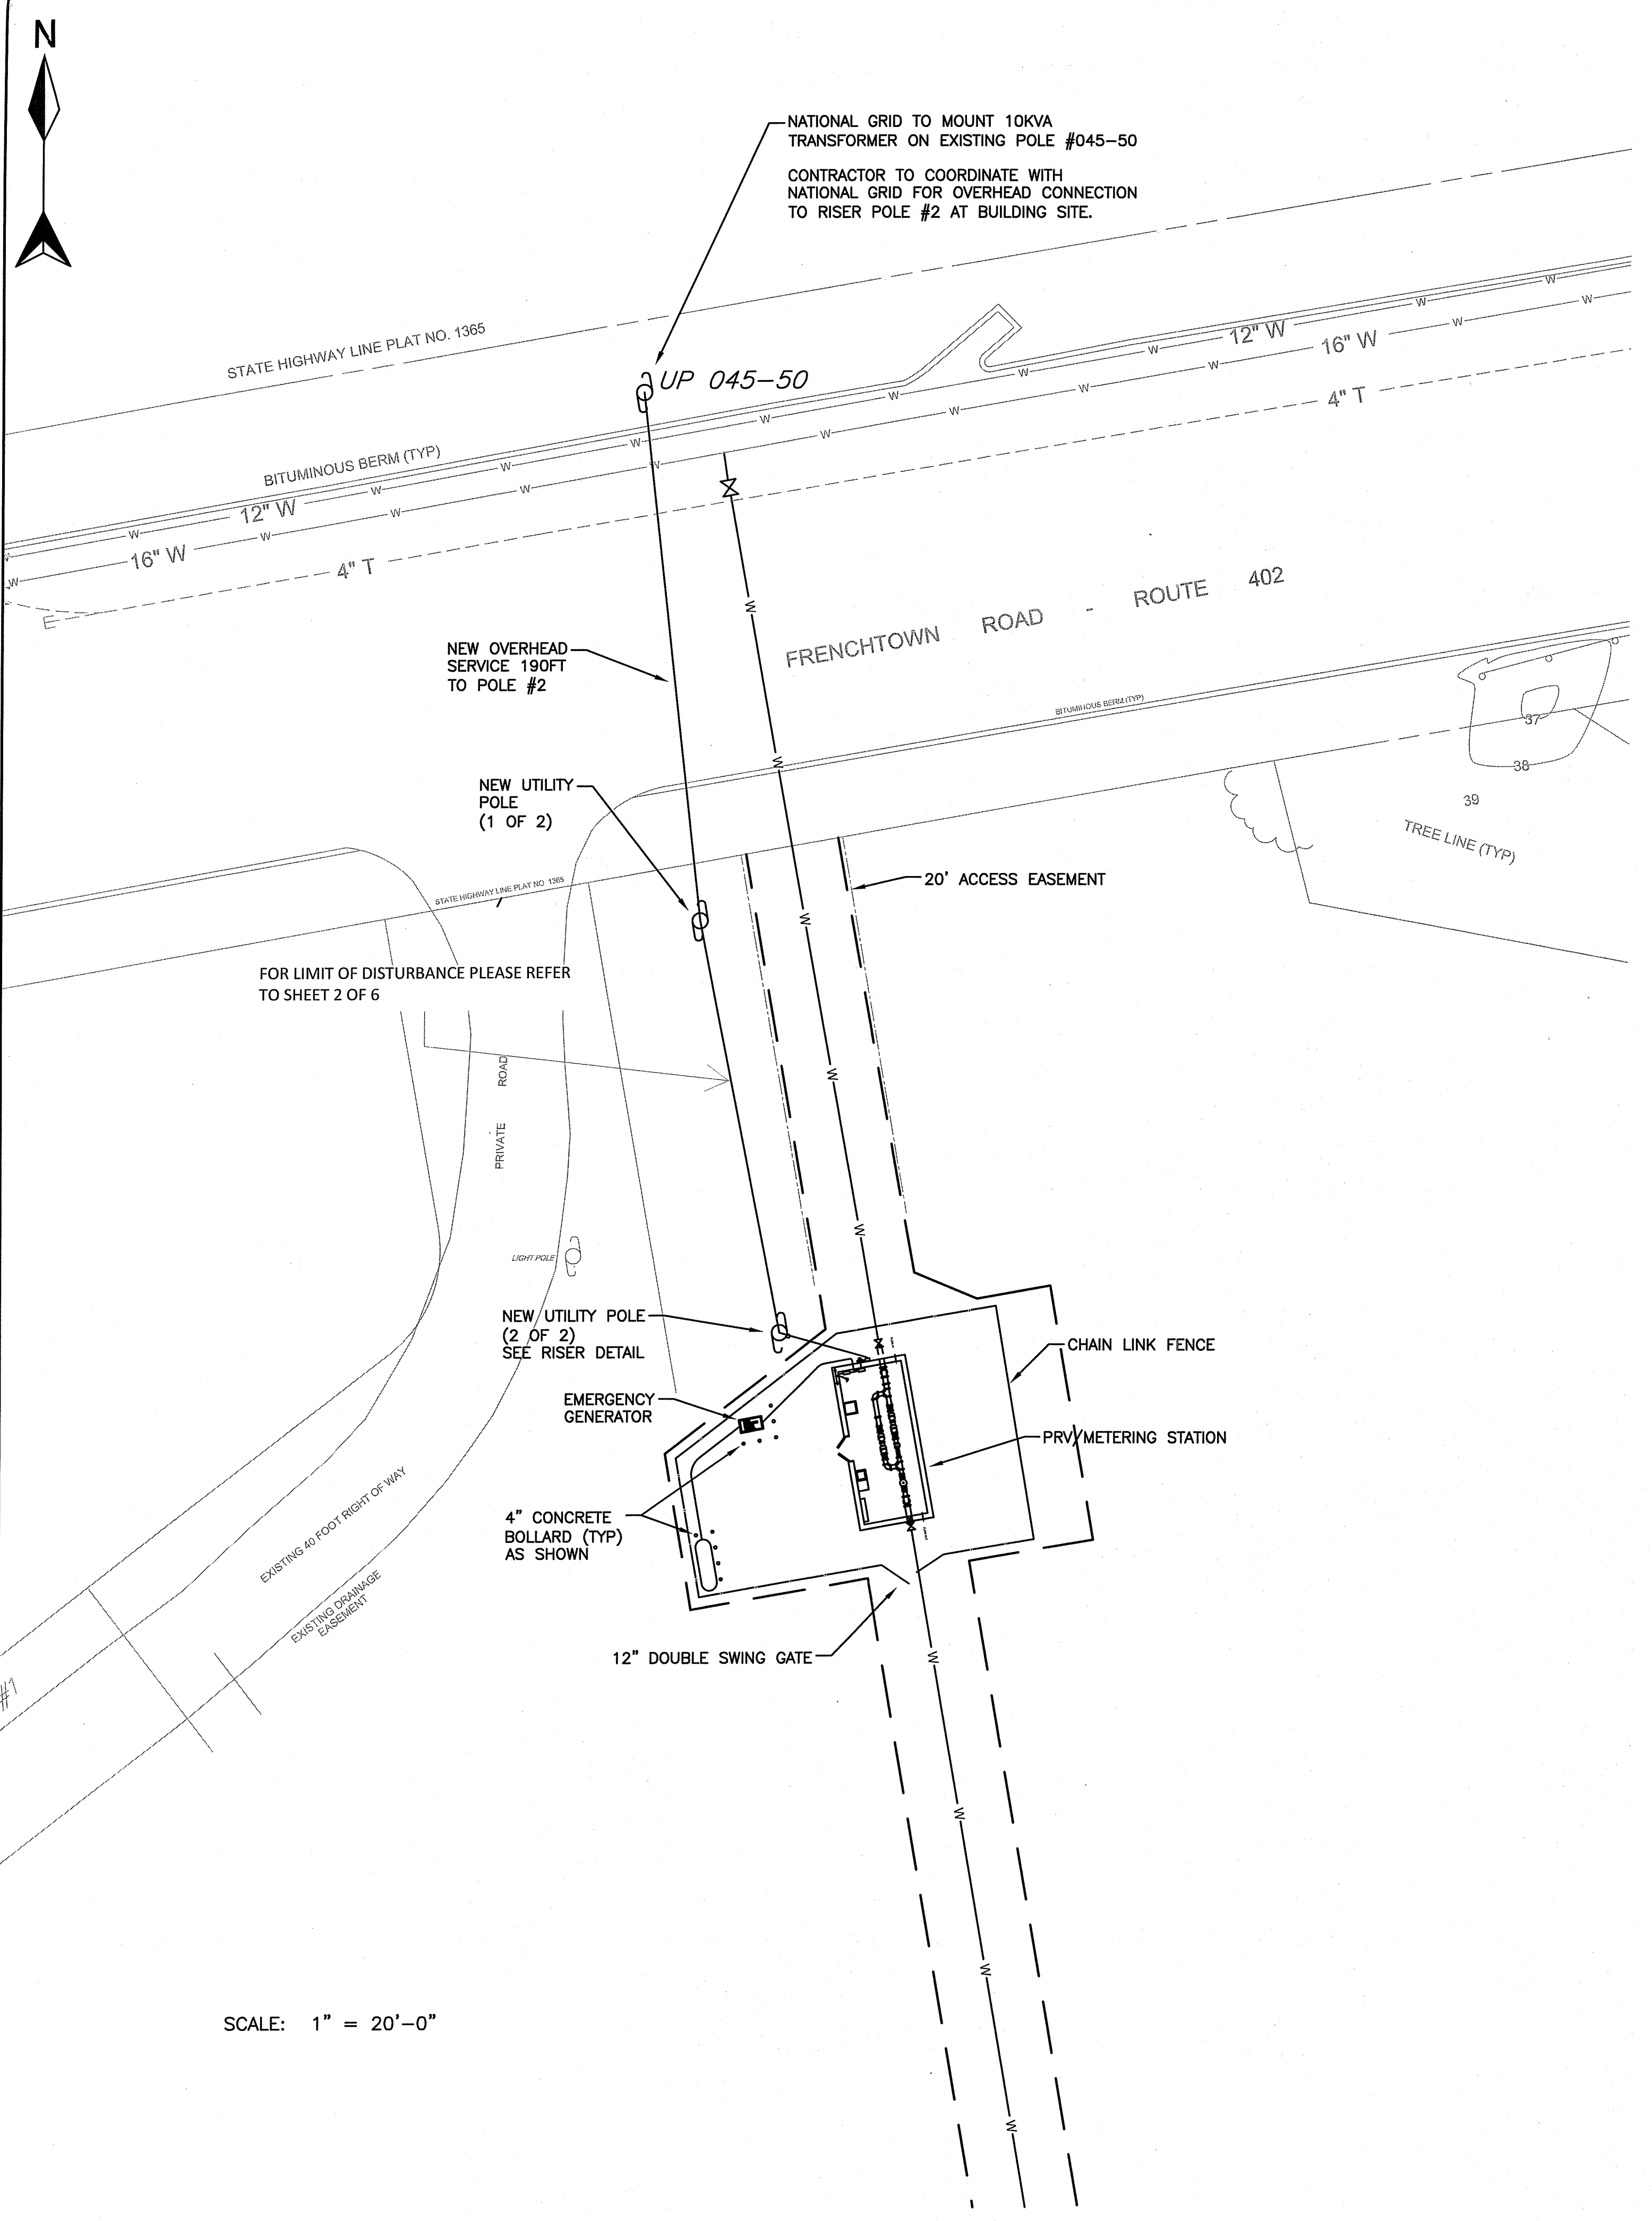 N
NATIONAL GRID TO MOUNT 10KVA
TRANSFORMER ON EXISTING POLE #045-50
CONTRACTOR TO COORDINATE WITH
NATIONAL GRID FOR OVERHEAD CONNECTION
TO RISER POLE #2 AT BUILDING SITE.
STATE HIGHWAY LINE PLAT NO. 1365
UP 045-50
W W W W W W W W W W W
12" W
16" W
W W W W W W W W W W
4" T
BITUMINOUS BERM (TYP)
12" W
16" W
4" T
E
FRENCHTOWN ROAD - ROUTE 402
NEW OVERHEAD
SERVICE 190FT
TO POLE #2
BITUMINOUS BERM (TYP)
37
38
39
TREE LINE (TYP)
NEW UTILITY
POLE
(1 OF 2)
20' ACCESS EASEMENT
STATE HIGHWAY LINE PLAT NO 1365
FOR LIMIT OF DISTURBANCE PLEASE REFER
TO SHEET 2 OF 6
PRIVATE ROAD
LIGHT POLE
W
W
W
W
W
NEW UTILITY POLE
(2 OF 2)
SEE RISER DETAIL
CHAIN LINK FENCE
EMERGENCY
GENERATOR
PRV/METERING STATION
4" CONCRETE
BOLLARD (TYP)
AS SHOWN
EXISTING 40 FOOT RIGHT OF WAY
EXISTING DRAINAGE
EASEMENT
12" DOUBLE SWING GATE
#1
W
W
W
W
SCALE: 1" = 20'-0"